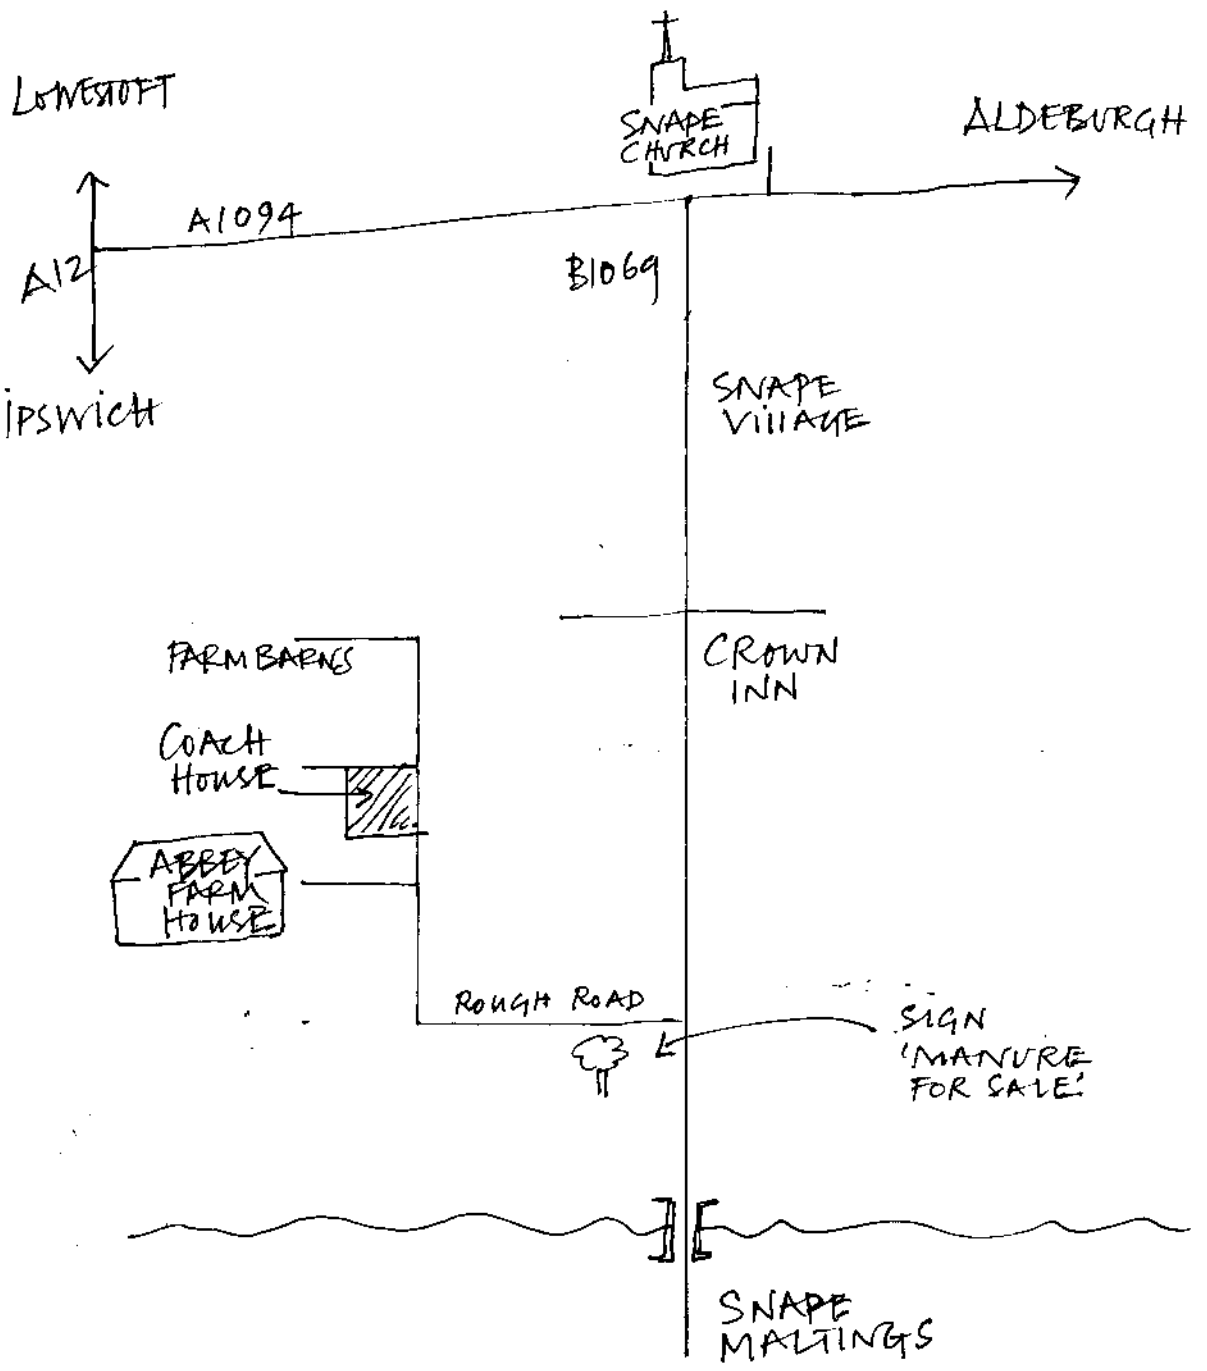 LOWESTOFT
SNAPE
CHURCH
ALDEBURGH
A1094
A12
B1069
IPSWICH
SNAPE
VILLAGE
FARM BARNS
CROWN
INN
COACH
HOUSE
ABBEY
FARM
HOUSE
ROUGH ROAD
SIGN
'MANURE
FOR SALE'
SNAPE
MALTINGS